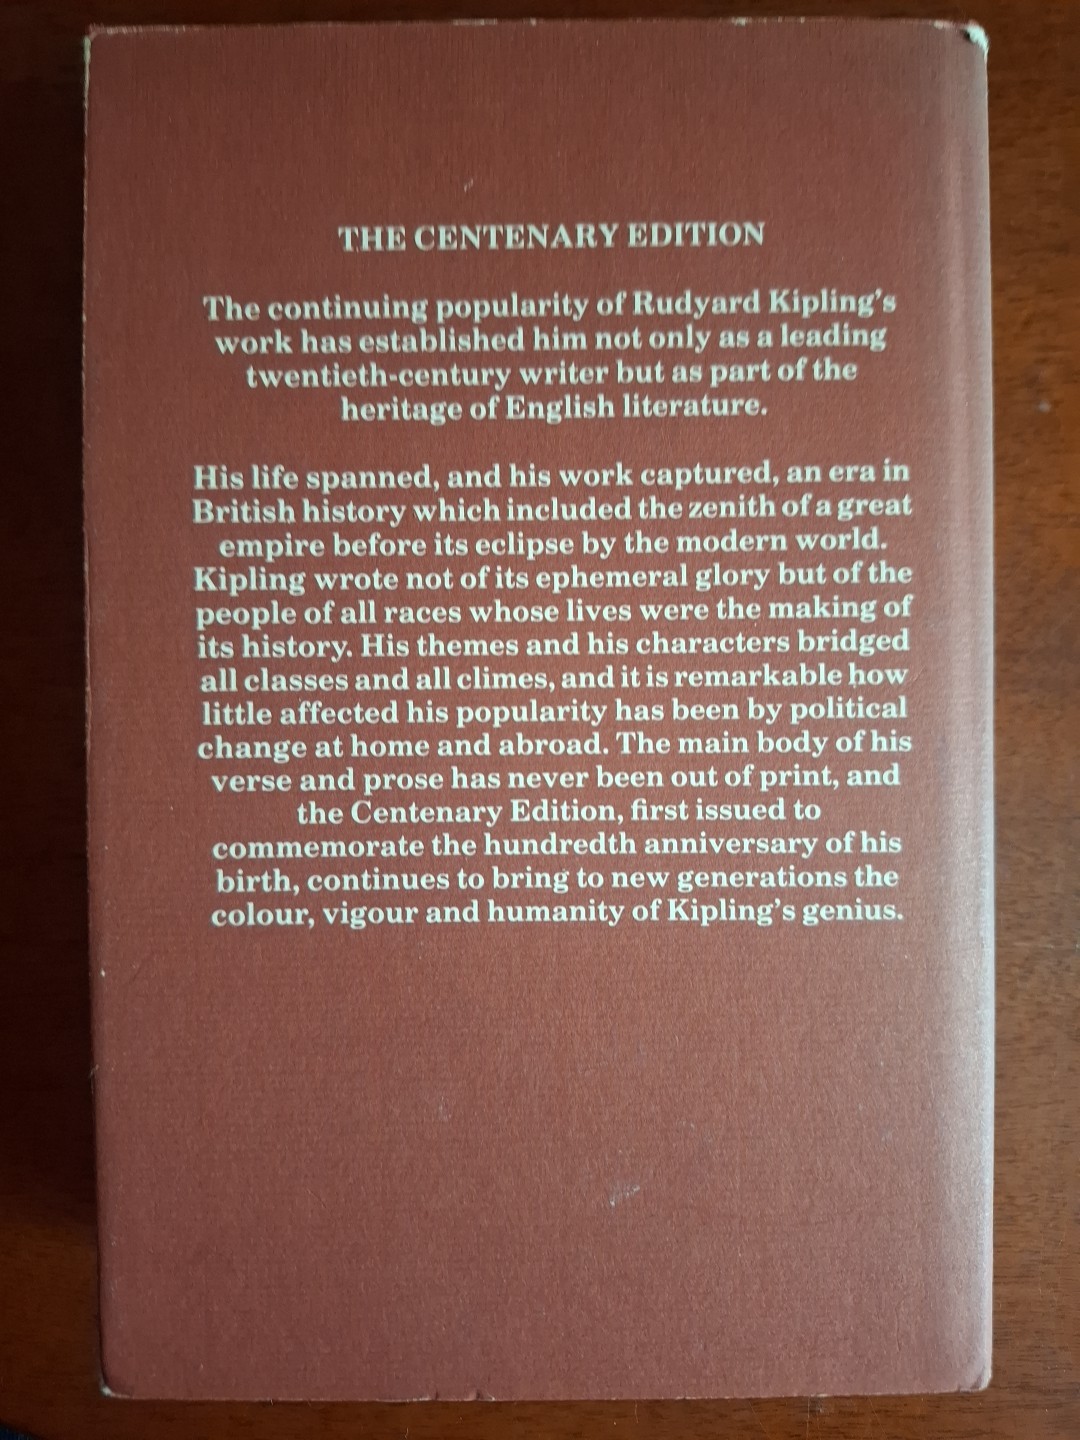 THE CENTENARY EDITION
The continuing popularity of Rudyard Kipling's
work has established him not only as a leading
twentieth-century writer but as part of the
heritage of English literature.
His life spanned, and his work captured, an era in
British history which included the zenith of a great
empire before its eclipse by the modern world.
Kipling wrote not of its ephemeral glory but of the
people of all races whose lives were the making of
its history. His themes and his characters bridged
all classes and all climes, and it is remarkable how
little affected his popularity has been by political
change at home and abroad. The main body of his
verse and prose has never been out of print, and
the Centenary Edition, first issued to
commemorate the hundredth anniversary of his
birth, continues to bring to new generations the
colour, vigour and humanity of Kipling's genius.